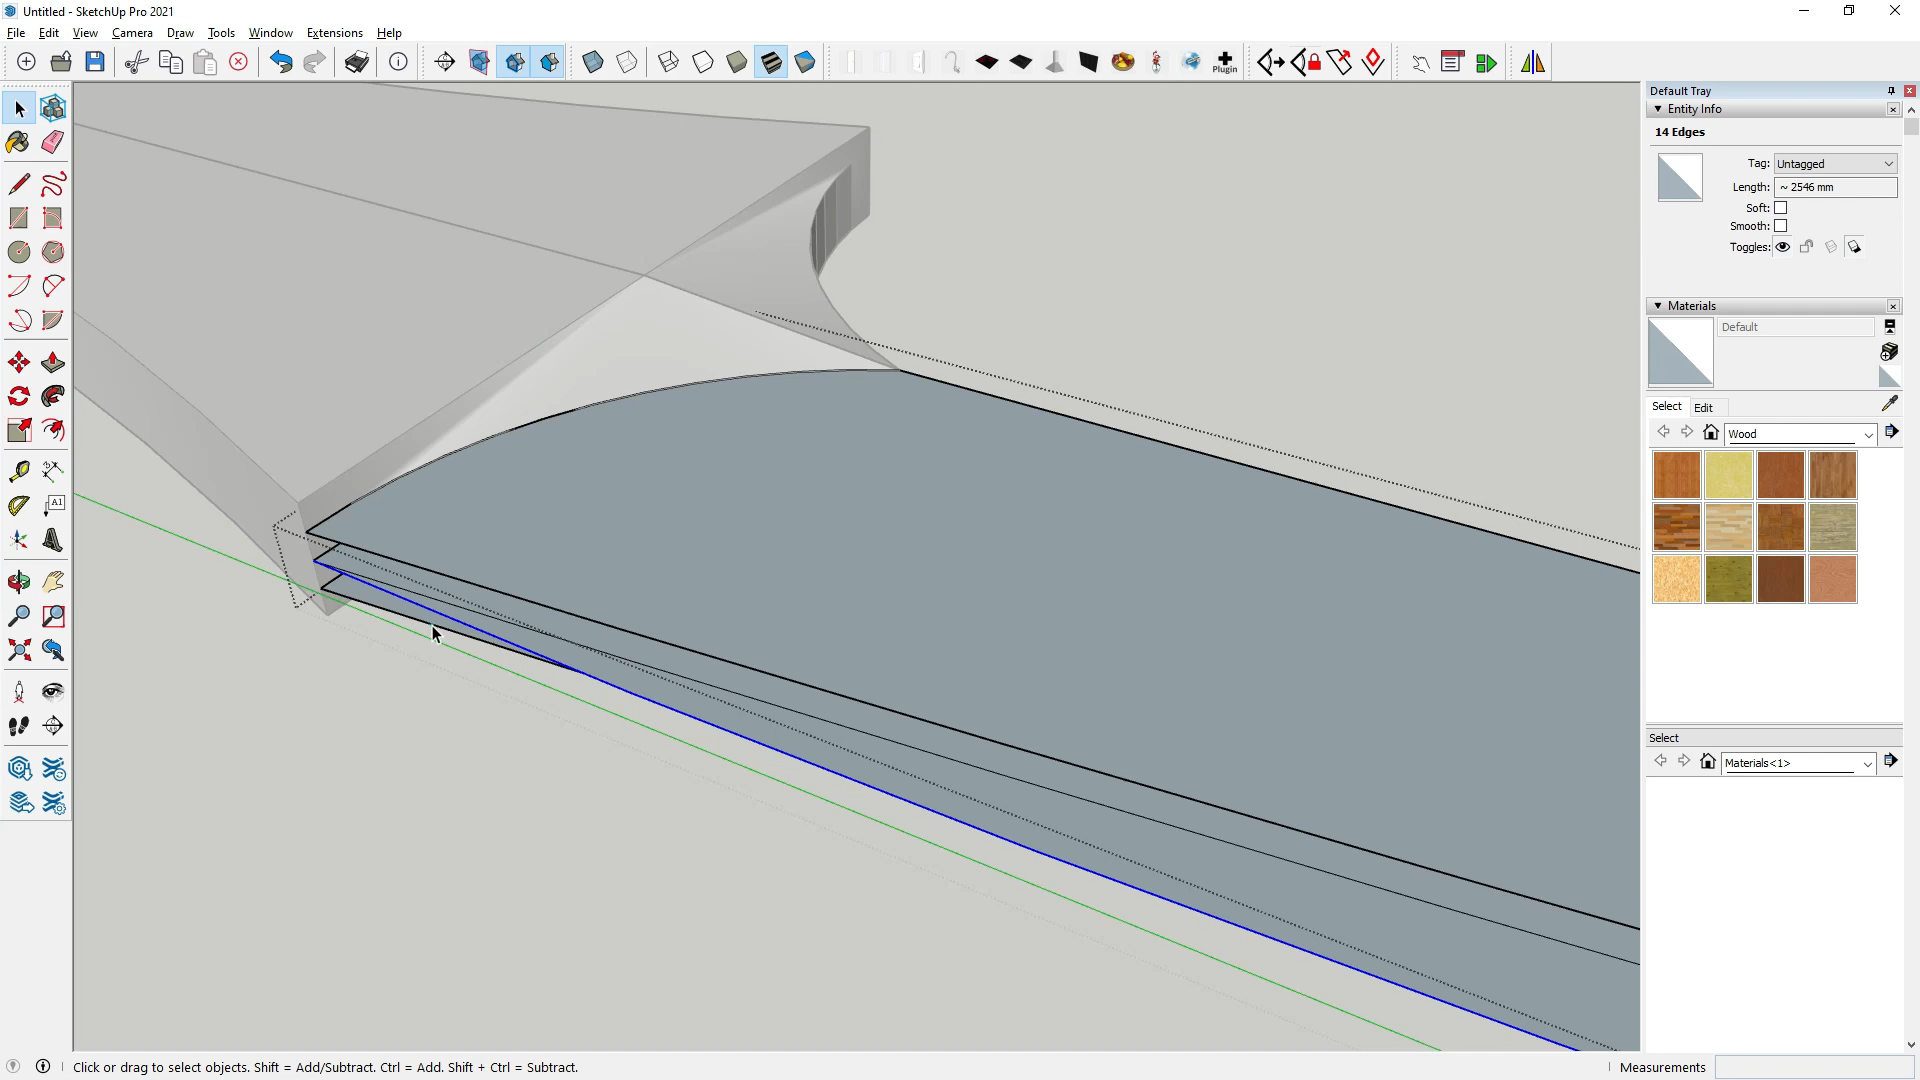 Untitled - SketchUp Pro 2021
File Edit View Camera Draw Tools Window Extensions Help
Plugin
Default Tray
Entity Info
14 Edges
Tag: Untagged
Length: ~ 2546 mm
Soft:
Smooth:
Toggles:
Materials
Default
Select Edit
Wood
Select
Materials<1>
A1
Click or drag to select objects. Shift = Add/Subtract. Ctrl = Add. Shift + Ctrl = Subtract.
Measurements